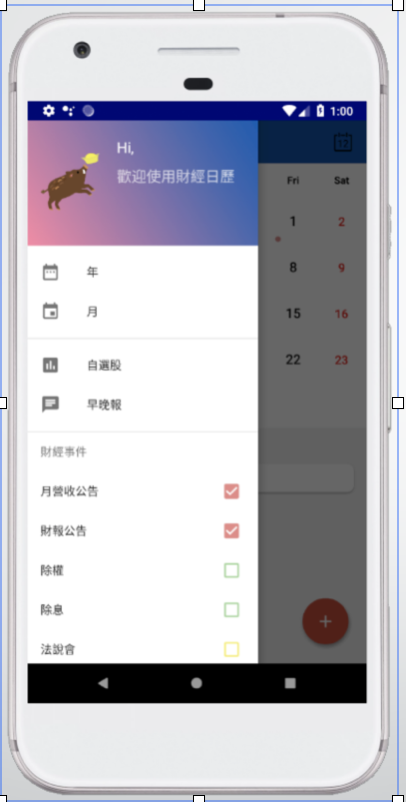 1:00
Hi,
歡迎使用財經日歷
12
Fri Sat
年
1 2
月
8 9
15 16
自選股
22 23
早晚報
財經事件
月營收公告
財報公告
除權
除息
法說會